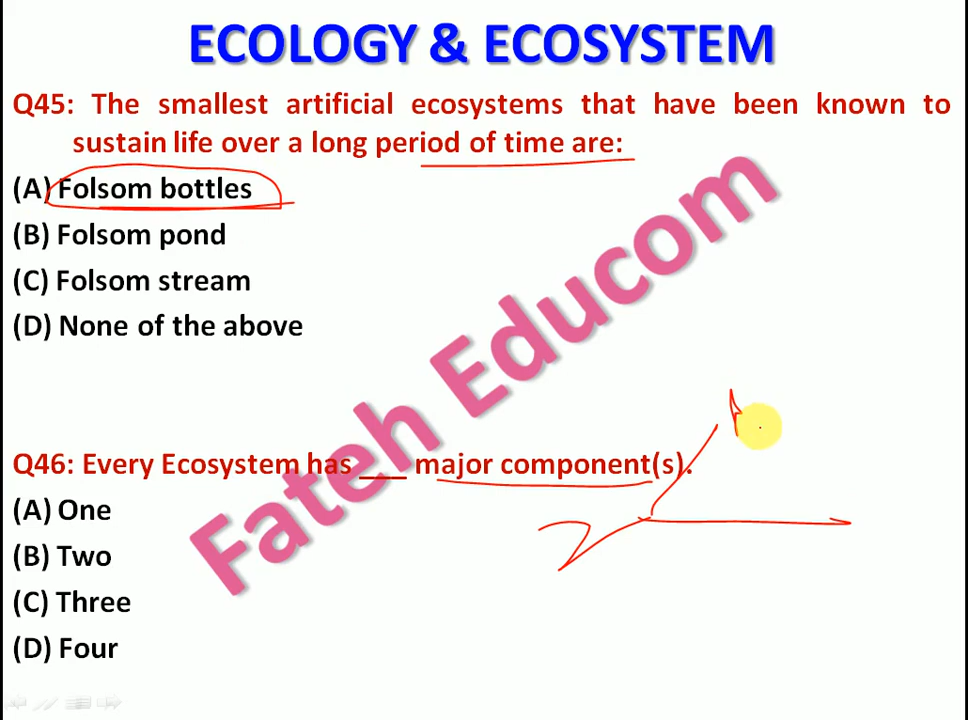 ECOLOGY & ECOSYSTEM
Q45: The smallest artificial ecosystems that have been known to
sustain life over a long period of time are:
(A) Folsom bottles
(B) Folsom pond
(C) Folsom stream
(D) None of the above
Fateh Educom
Q46: Every Ecosystem has ___ major component(s).
(A) One
(B) Two
(C) Three
(D) Four